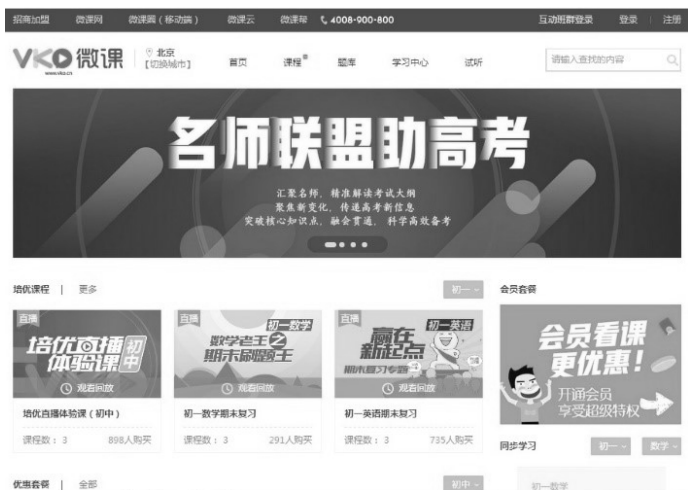 招商加盟 微课网 微课圈（移动端） 微课云 微课帮 4008-900-800 互动班群登录 登录 | 注册
VKO微课 北京 首页 课程 题库 学习中心 试听 请输入查找的内容
www.vko.cn 【切换城市】
名师联盟助高考
汇聚名师，精准解读考试大纲
聚焦新变化，传递高考新信息
突破核心知识点，融会贯通，科学高效备考
培优课程 | 更多 初一 会员套餐
直播
培优直播体验课 初中
观看回放
直播
初一数学
数学老王之期末刷题王
观看回放
直播
初一英语
赢在新起点
期末复习专题
观看回放
会员看课
更优惠！
开通会员
享受超级特权
培优直播体验课（初中） 初一数学期末复习 初一英语期末复习
课程数：3 898人购买 课程数：3 291人购买 课程数：3 735人购买
同步学习 初一 数学
优惠套餐 | 全部 初中
初一数学